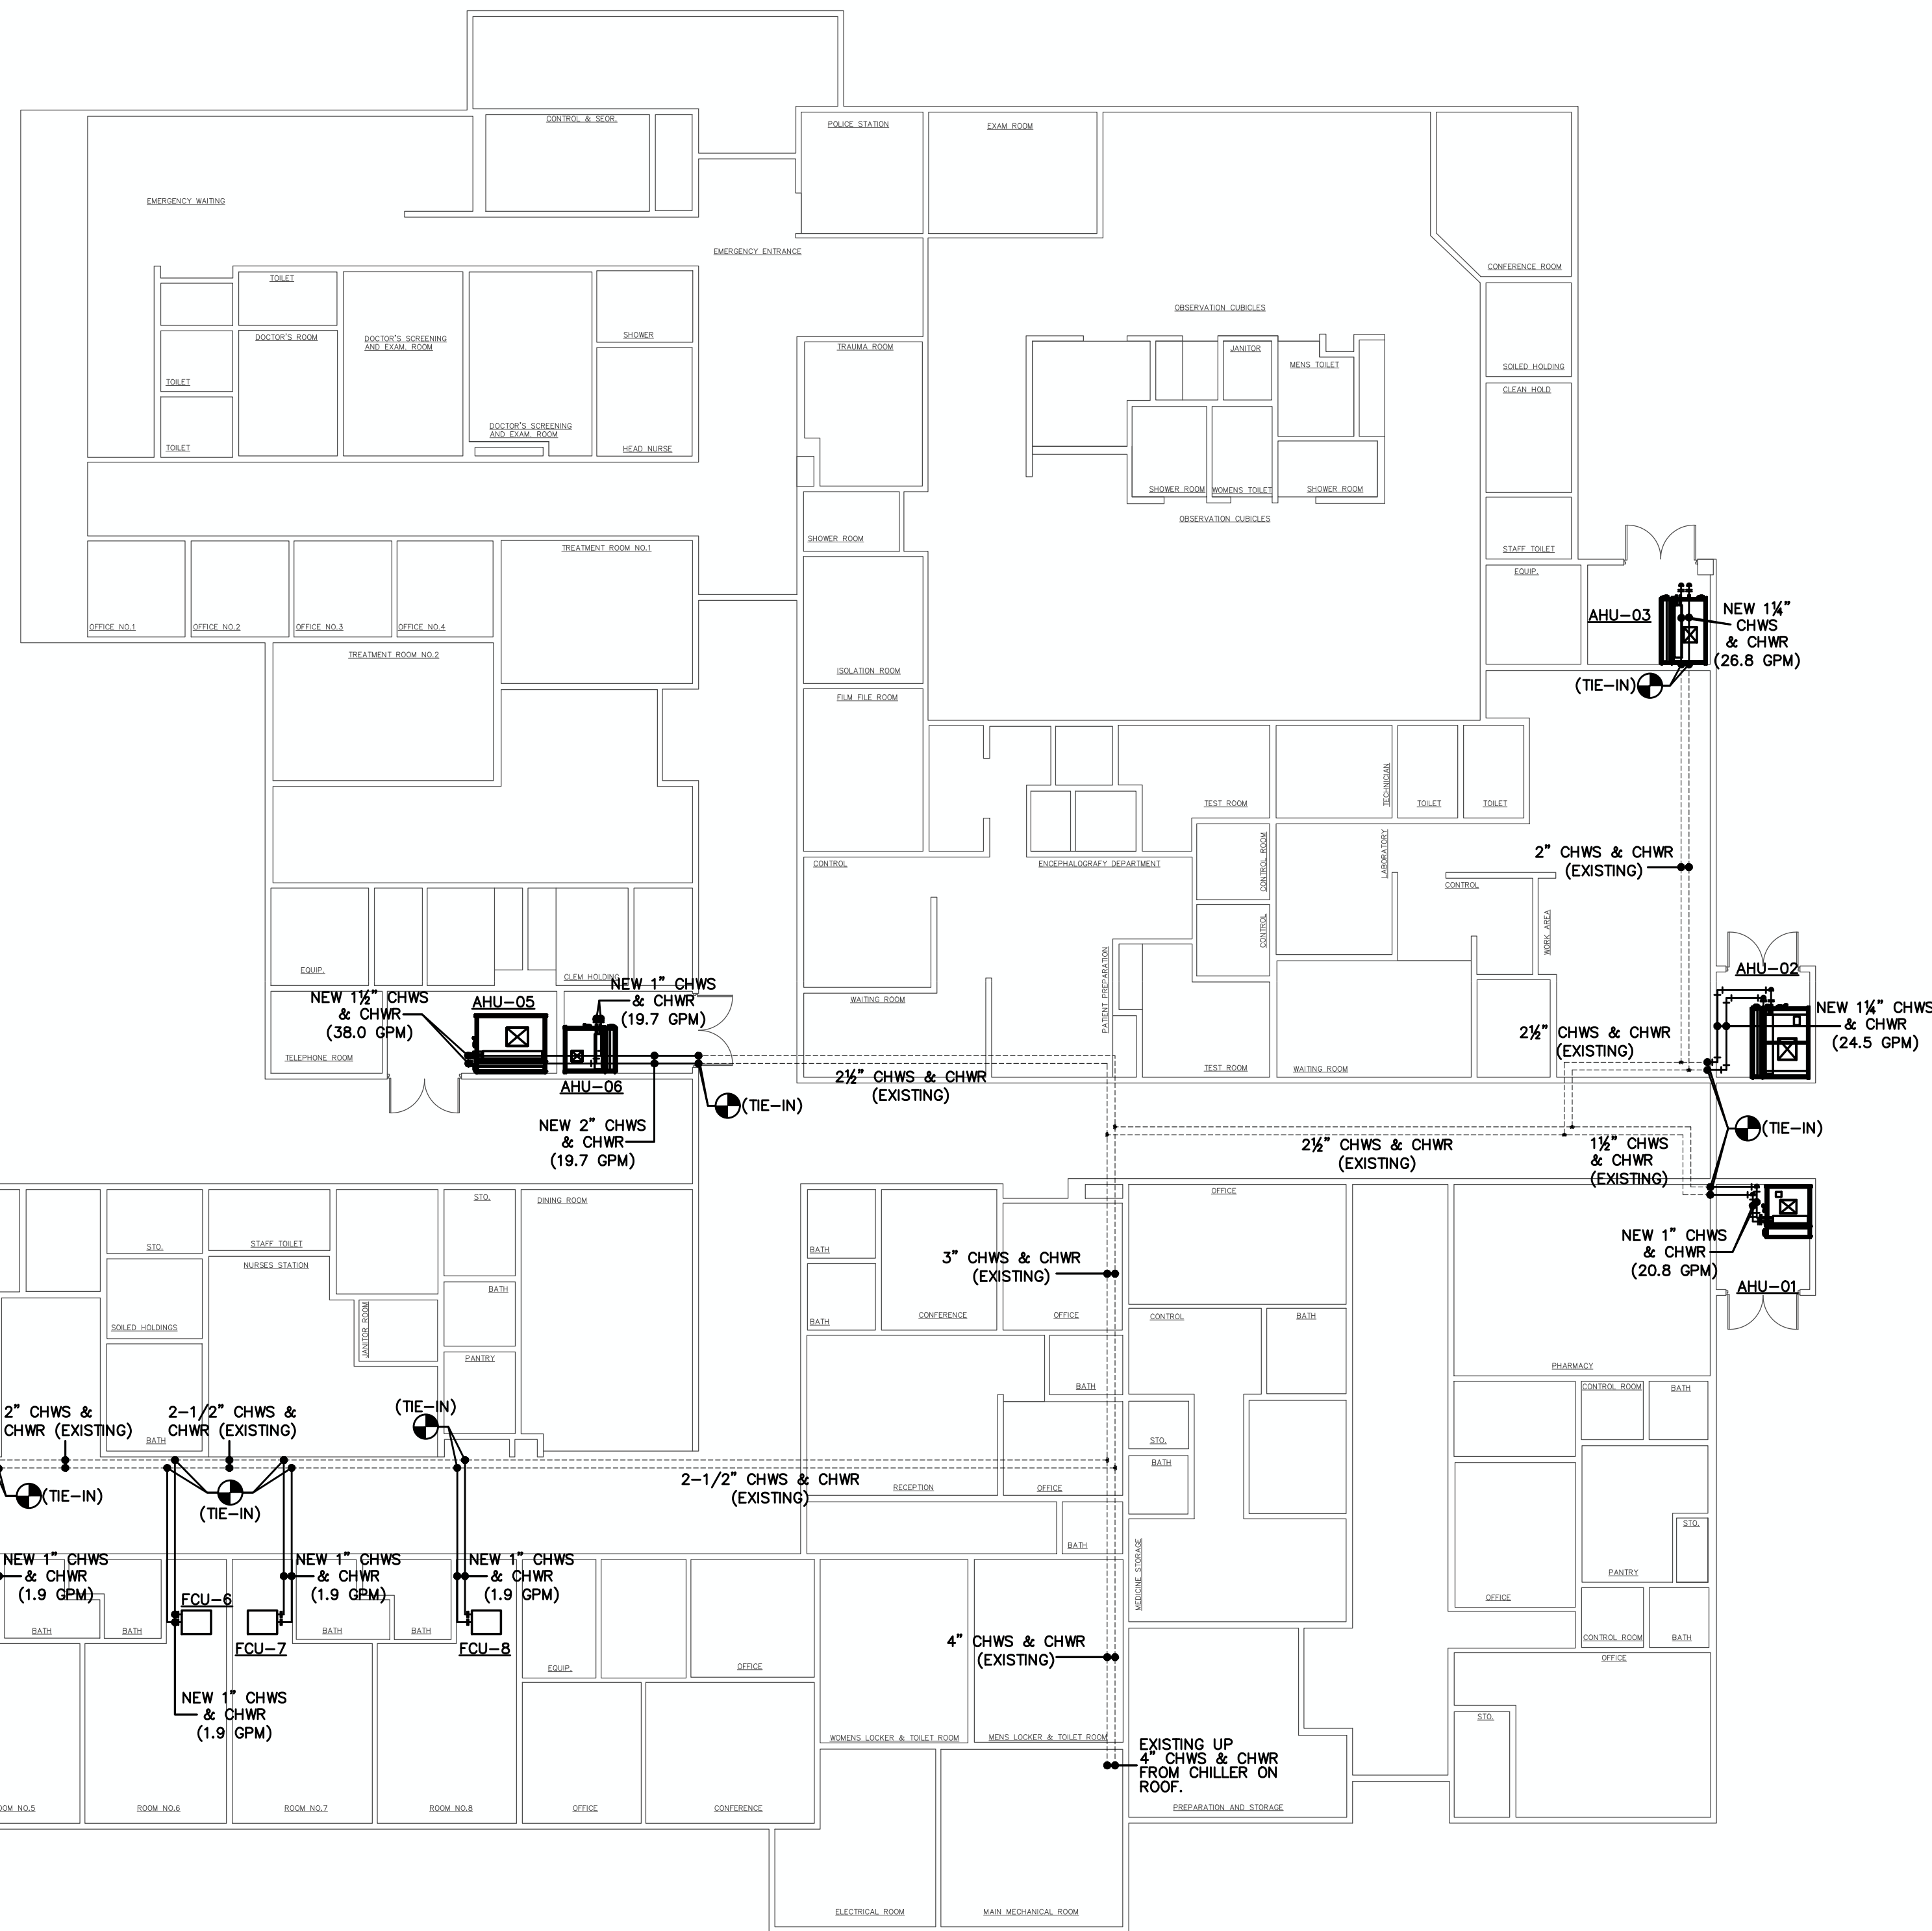 CONTROL & SEOR.
POLICE STATION
EXAM ROOM
EMERGENCY WAITING
EMERGENCY ENTRANCE
CONFERENCE ROOM
TOILET
OBSERVATION CUBICLES
DOCTOR'S ROOM
DOCTOR'S SCREENING
AND EXAM. ROOM
SHOWER
TRAUMA ROOM
JANITOR
MENS TOILET
SOILED HOLDING
TOILET
CLEAN HOLD
DOCTOR'S SCREENING
AND EXAM. ROOM
TOILET
HEAD NURSE
SHOWER ROOM
WOMENS TOILET
SHOWER ROOM
OBSERVATION CUBICLES
SHOWER ROOM
TREATMENT ROOM NO.1
STAFF TOILET
EQUIP.
OFFICE NO.1
OFFICE NO.2
OFFICE NO.3
OFFICE NO.4
AHU-03
NEW 1¼"
CHWS
& CHWR
(26.8 GPM)
TREATMENT ROOM NO.2
ISOLATION ROOM
FILM FILE ROOM
(TIE-IN)
TECHNICIAN
TEST ROOM
TOILET
TOILET
CONTROL
ENCEPHALOGRAFY DEPARTMENT
CONTROL ROOM
LABORATORY
2" CHWS & CHWR
(EXISTING)
CONTROL
CONTROL
WORK AREA
PATIENT PREPARATION
EQUIP.
CLEM HOLDING
NEW 1" CHWS
& CHWR
(19.7 GPM)
NEW 1½" CHWS
& CHWR
(38.0 GPM)
AHU-05
WAITING ROOM
AHU-02
NEW 1¼" CHWS
& CHWR
(24.5 GPM)
2½" CHWS & CHWR
(EXISTING)
TELEPHONE ROOM
AHU-06
2½" CHWS & CHWR
(EXISTING)
TEST ROOM
WAITING ROOM
(TIE-IN)
NEW 2" CHWS
& CHWR
(19.7 GPM)
(TIE-IN)
2½" CHWS & CHWR
(EXISTING)
1½" CHWS
& CHWR
(EXISTING)
STO.
DINING ROOM
OFFICE
STO.
STAFF TOILET
NURSES STATION
BATH
NEW 1" CHWS
& CHWR
(20.8 GPM)
AHU-01
3" CHWS & CHWR
(EXISTING)
BATH
SOILED HOLDINGS
JANITOR ROOM
BATH
CONFERENCE
OFFICE
CONTROL
BATH
PANTRY
PHARMACY
BATH
CONTROL ROOM
BATH
2" CHWS &
CHWR (EXISTING)
2-1/2" CHWS &
CHWR (EXISTING)
(TIE-IN)
BATH
STO.
BATH
2-1/2" CHWS & CHWR
(EXISTING)
RECEPTION
OFFICE
(TIE-IN)
(TIE-IN)
STO.
BATH
MEDICINE STORAGE
NEW 1" CHWS
& CHWR
(1.9 GPM)
NEW 1" CHWS
& CHWR
(1.9 GPM)
NEW 1" CHWS
& CHWR
(1.9 GPM)
PANTRY
OFFICE
FCU-6
BATH
BATH
BATH
BATH
FCU-7
FCU-8
CONTROL ROOM
BATH
4" CHWS & CHWR
(EXISTING)
OFFICE
EQUIP.
OFFICE
NEW 1" CHWS
& CHWR
(1.9 GPM)
STO.
WOMENS LOCKER & TOILET ROOM
MENS LOCKER & TOILET ROOM
EXISTING UP
4" CHWS & CHWR
FROM CHILLER ON
ROOF.
NO.5
ROOM NO.6
ROOM NO.7
ROOM NO.8
OFFICE
CONFERENCE
PREPARATION AND STORAGE
ELECTRICAL ROOM
MAIN MECHANICAL ROOM